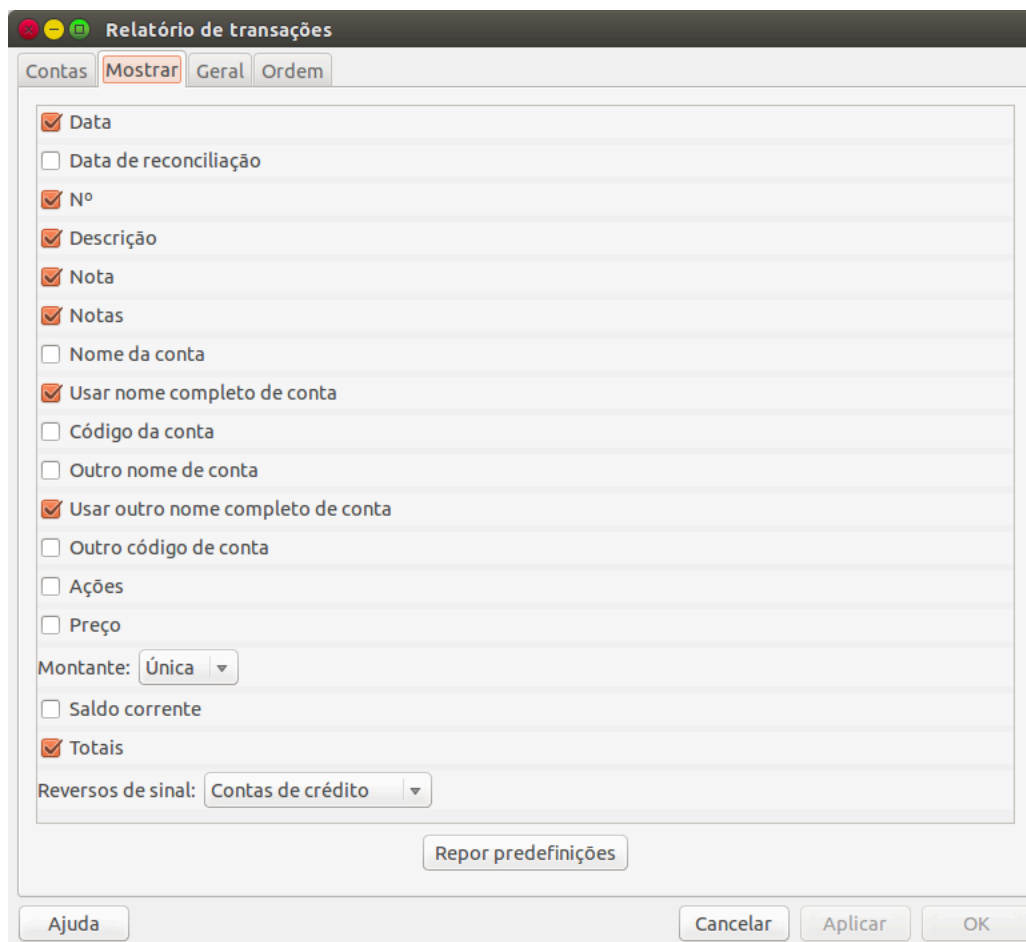 Relatório de transações
Contas Mostrar Geral Ordem
Data
Data de reconciliação
Nº
Descrição
Nota
Notas
Nome da conta
Usar nome completo de conta
Código da conta
Outro nome de conta
Usar outro nome completo de conta
Outro código de conta
Ações
Preço
Montante: Única
Saldo corrente
Totais
Reversos de sinal: Contas de crédito
Repor predefinições
Ajuda Cancelar Aplicar OK